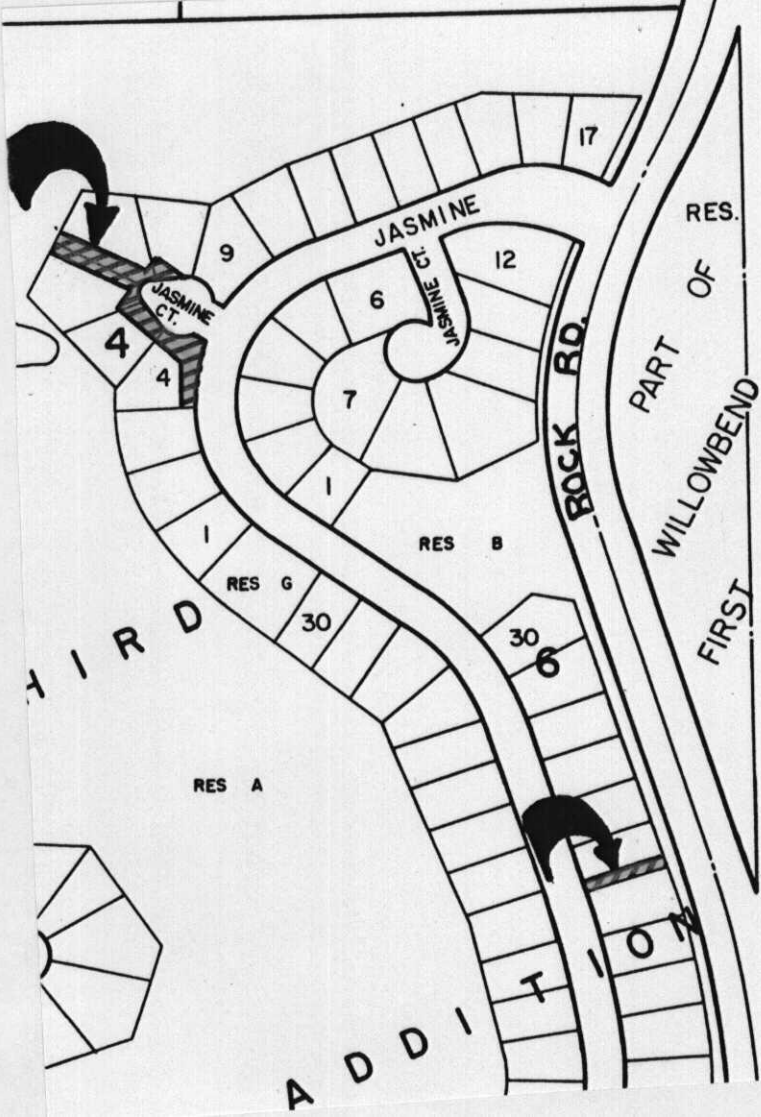 17
RES.
9
JASMINE
12
OF
JASMINE
CT.
6
JASMINE CT.
4
4
7
PART
ROCK RD.
WILLOWBEND
1
1
RES B
RES G
30
30
6
FIRST
HIRD
RES A
ADDITION